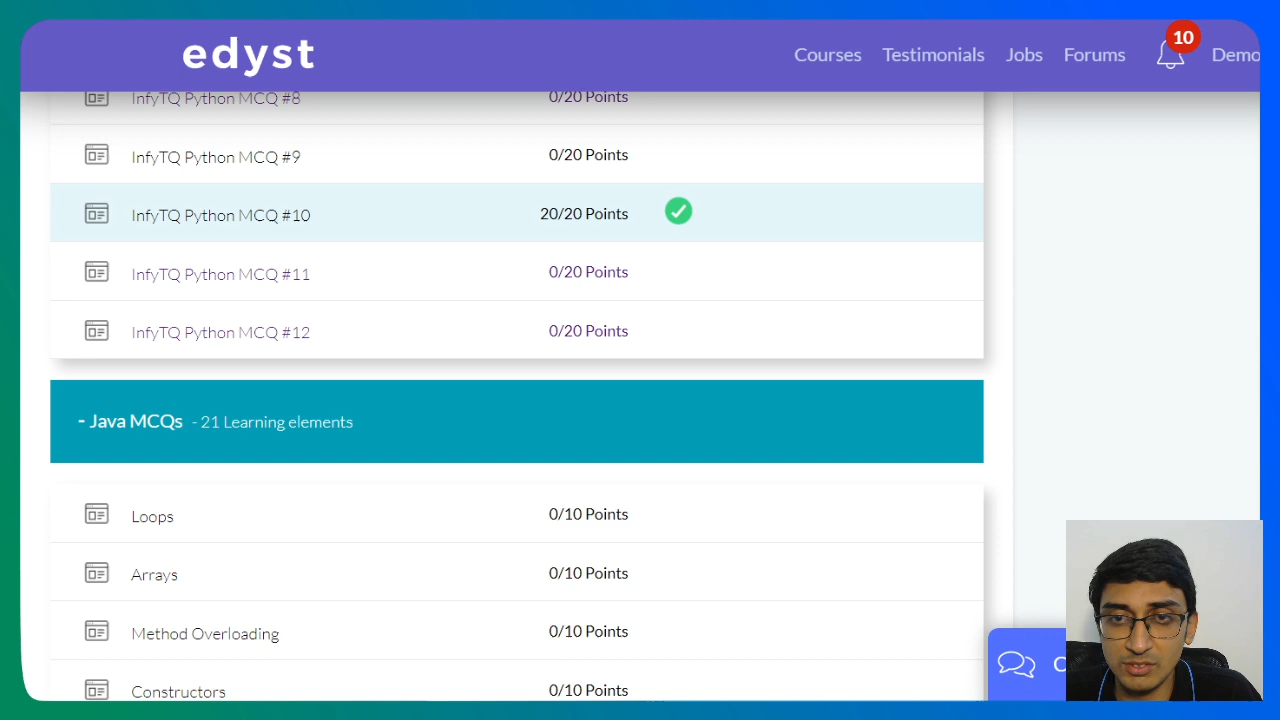 edyst
Courses Testimonials Jobs Forums 10 Demo
InfyTQ Python MCQ #8 0/20 Points
InfyTQ Python MCQ #9 0/20 Points
InfyTQ Python MCQ #10 20/20 Points
InfyTQ Python MCQ #11 0/20 Points
InfyTQ Python MCQ #12 0/20 Points
- Java MCQs - 21 Learning elements
Loops 0/10 Points
Arrays 0/10 Points
Method Overloading 0/10 Points
Constructors 0/10 Points